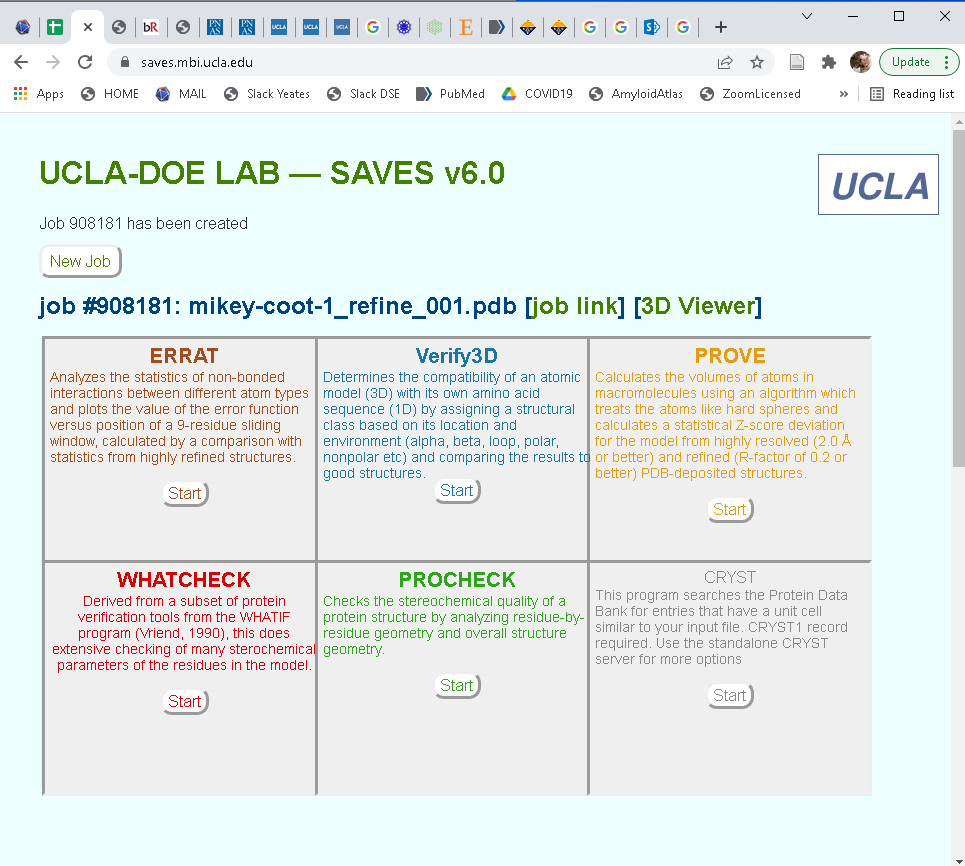 bR
PN
AS
PN
AS
UCLA
UCLA
UCLA
E
saves.mbi.ucla.edu
Update
Apps HOME MAIL Slack Yeates Slack DSE PubMed COVID19 AmyloidAtlas ZoomLicensed » Reading list
UCLA-DOE LAB — SAVES v6.0
UCLA
Job 908181 has been created
New Job
job #908181: mikey-coot-1_refine_001.pdb [job link] [3D Viewer]
ERRAT
Analyzes the statistics of non-bonded
interactions between different atom types
and plots the value of the error function
versus position of a 9-residue sliding
window, calculated by a comparison with
statistics from highly refined structures.
Start
Verify3D
Determines the compatibility of an atomic
model (3D) with its own amino acid
sequence (1D) by assigning a structural
class based on its location and
environment (alpha, beta, loop, polar,
nonpolar etc) and comparing the results to
good structures.
Start
PROVE
Calculates the volumes of atoms in
macromolecules using an algorithm which
treats the atoms like hard spheres and
calculates a statistical Z-score deviation
for the model from highly resolved (2.0 Å
or better) and refined (R-factor of 0.2 or
better) PDB-deposited structures.
Start
WHATCHECK
Derived from a subset of protein
verification tools from the WHATIF
program (Vriend, 1990), this does
extensive checking of many sterochemical
parameters of the residues in the model.
Start
PROCHECK
Checks the stereochemical quality of a
protein structure by analyzing residue-by-
residue geometry and overall structure
geometry.
Start
CRYST
This program searches the Protein Data
Bank for entries that have a unit cell
similar to your input file. CRYST1 record
required. Use the standalone CRYST
server for more options
Start